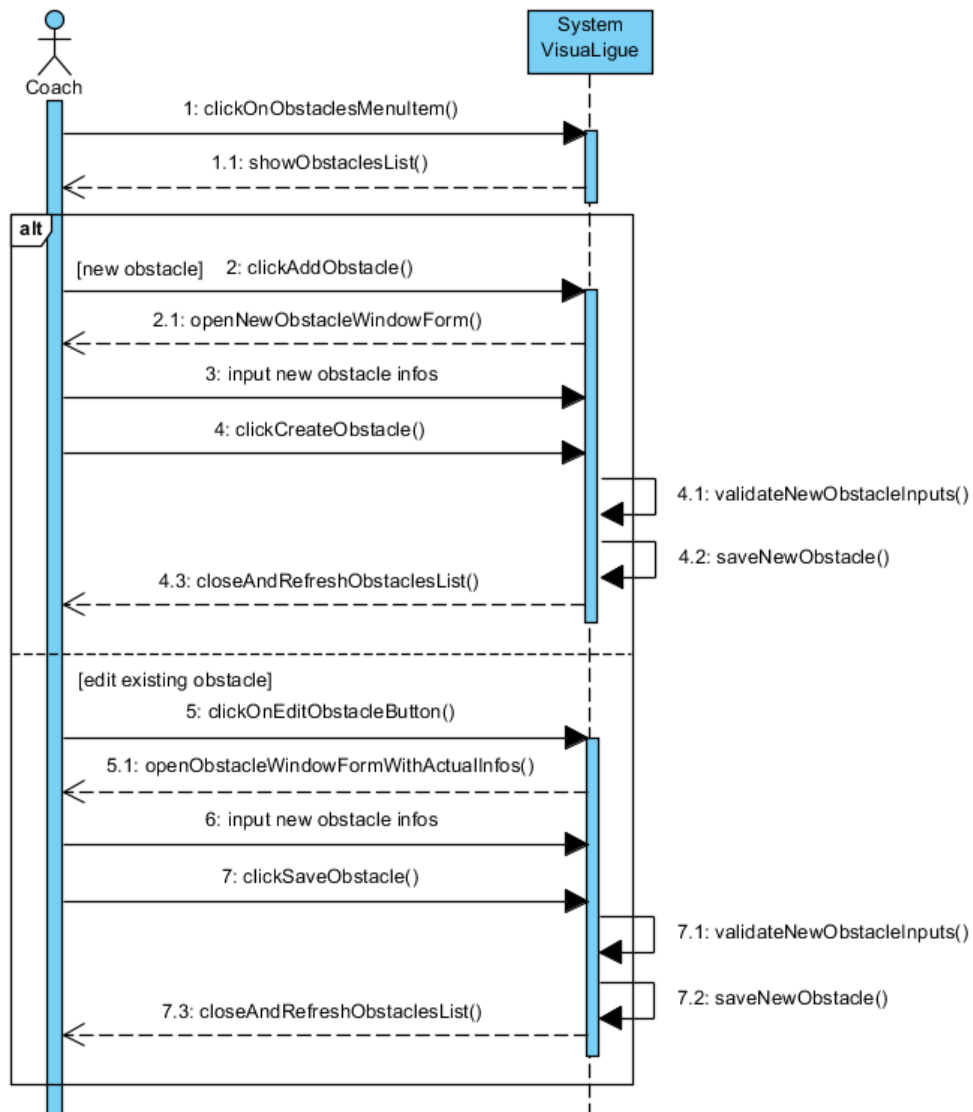 System
VisuaLigue
Coach
1: clickOnObstaclesMenuItem()
1.1: showObstaclesList()
alt
[new obstacle] 2: clickAddObstacle()
2.1: openNewObstacleWindowForm()
3: input new obstacle infos
4: clickCreateObstacle()
4.1: validateNewObstacleInputs()
4.2: saveNewObstacle()
4.3: closeAndRefreshObstaclesList()
[edit existing obstacle]
5: clickOnEditObstacleButton()
5.1: openObstacleWindowFormWithActualInfos()
6: input new obstacle infos
7: clickSaveObstacle()
7.1: validateNewObstacleInputs()
7.2: saveNewObstacle()
7.3: closeAndRefreshObstaclesList()